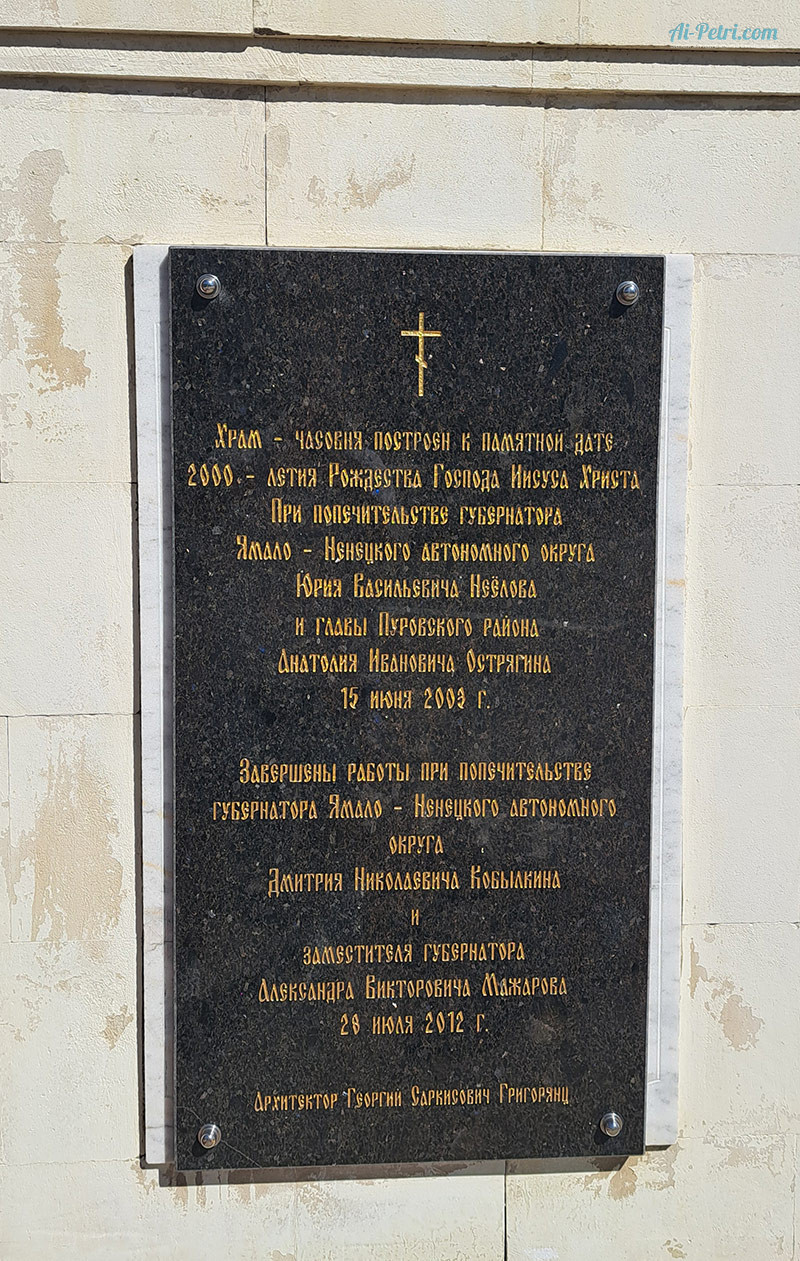 Ai-Petri.com
Храм - часовня построен к памятной дате
2000 - летия Рождества Господа Иисуса Христа
При попечительстве губернатора
Ямало - Ненецкого автономного округа
Юрия Васильевича Неёлова
и главы Пуровского района
Анатолия Ивановича Острягина
15 июня 2003 г.
Завершены работы при попечительстве
губернатора Ямало - Ненецкого автономного
округа
Дмитрия Николаевича Кобылкина
и
заместителя губернатора
Александра Викторовича Мажарова
28 июля 2012 г.
Архитектор Георгий Саркисович Григорянц